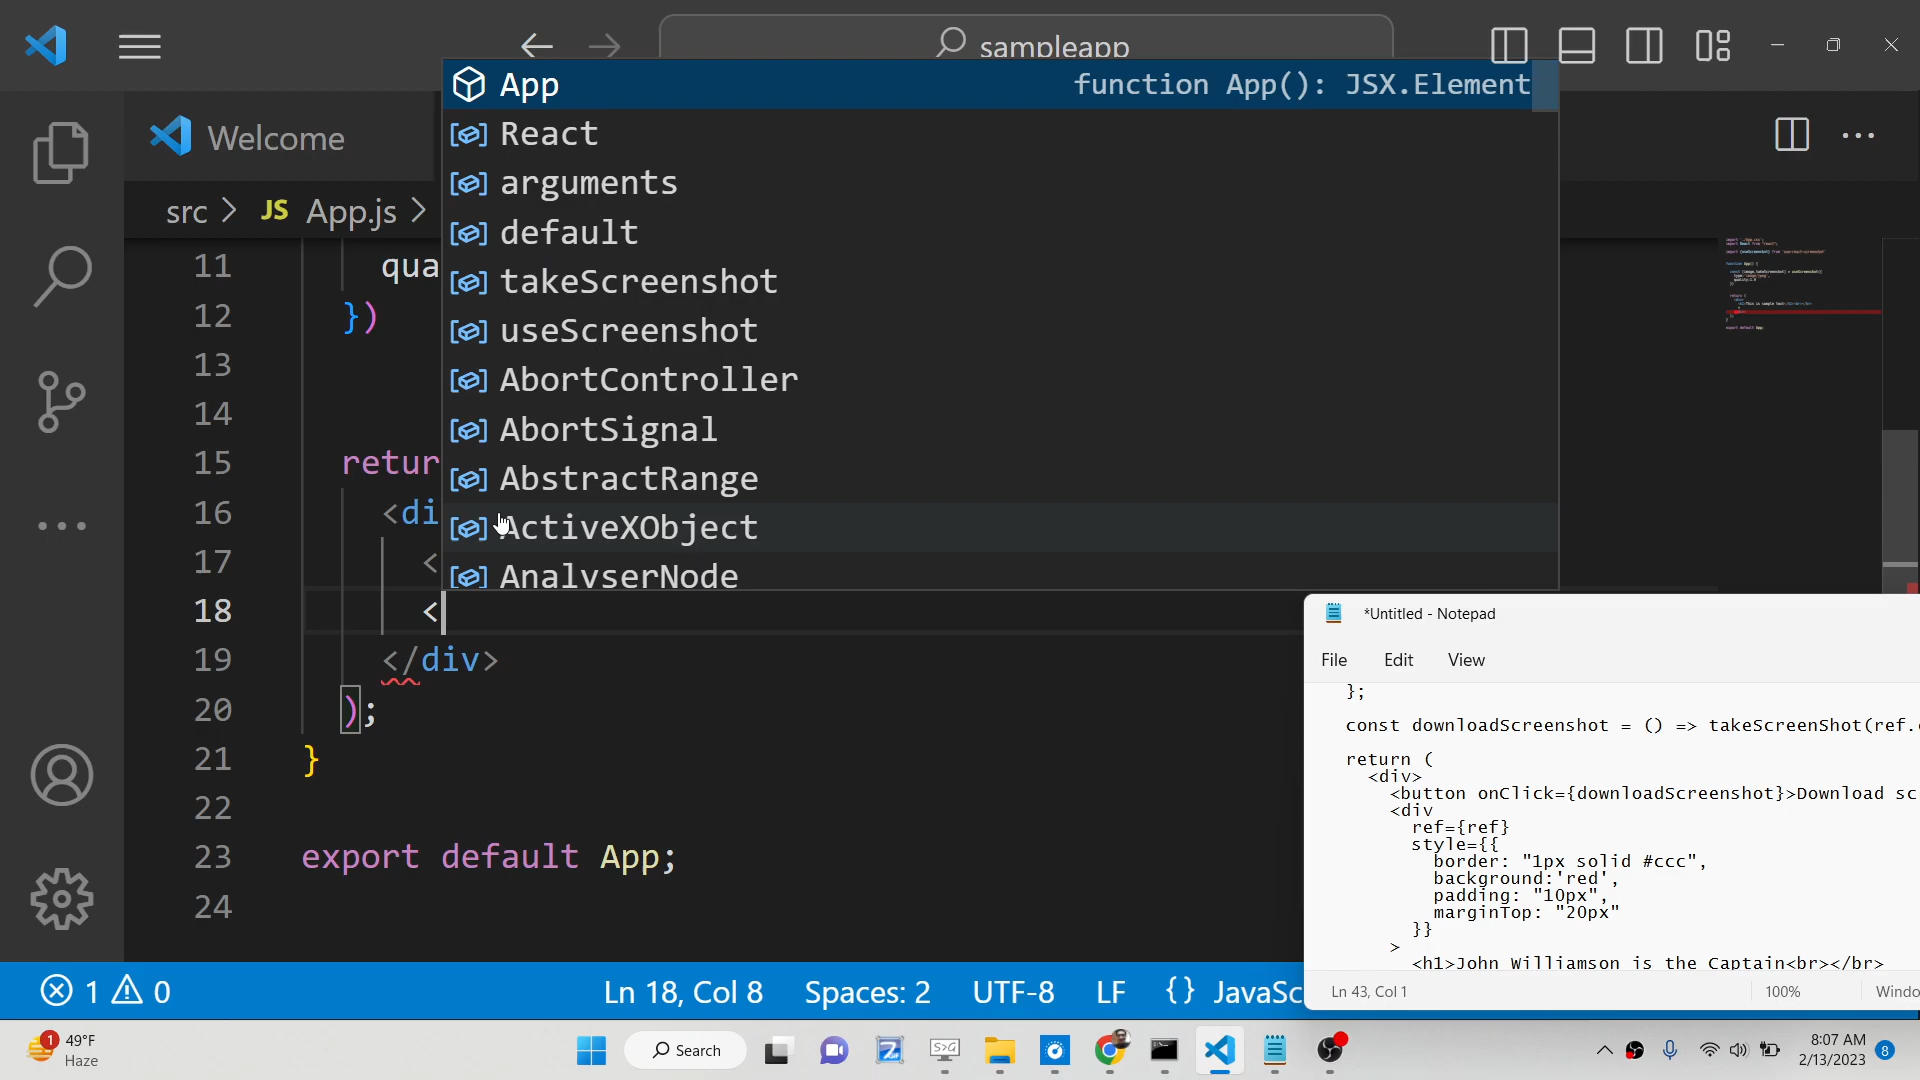 sampleapp
App function App(): JSX.Element
React
arguments
default
takeScreenshot
useScreenshot
AbortController
AbortSignal
AbstractRange
ActiveXObject
AnalyserNode
Welcome
src > JS App.js >
11 qua
12 })
13
14
15 retur
16 <di
17 <
18 <
19 </div>
20 );
21 }
22
23 export default App;
24
*Untitled - Notepad
File Edit View
};
const downloadScreenshot = () => takeScreenShot(ref.
return (
<div>
<button onClick={downloadScreenshot}>Download sc
<div
ref={ref}
style={{
border: "1px solid #ccc",
background:'red',
padding: "10px",
marginTop: "20px"
}}
>
<h1>John Williamson is the Captain<br></br>
Ln 43, Col 1 100% Windo
1 0 Ln 18, Col 8 Spaces: 2 UTF-8 LF {} JavaSc
1 49°F
Haze
Search
S>G
8:07 AM
2/13/2023 8